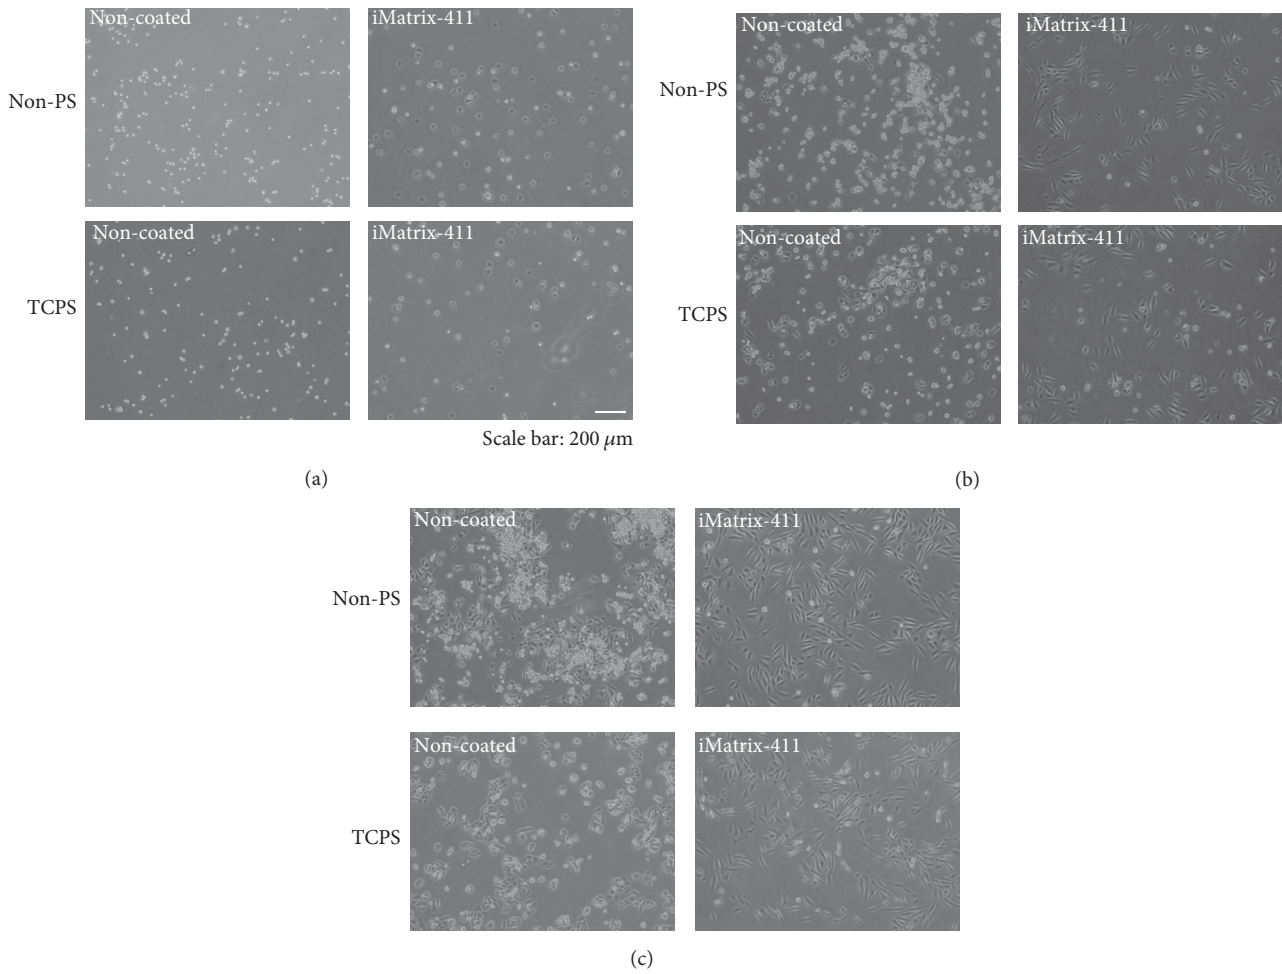 Non-coated
iMatrix-411
Non-PS
Non-coated
iMatrix-411
TCPS
Scale bar: 200 μm
(a)
Non-coated
iMatrix-411
Non-PS
Non-coated
iMatrix-411
TCPS
(b)
Non-coated
iMatrix-411
Non-PS
Non-coated
iMatrix-411
TCPS
(c)